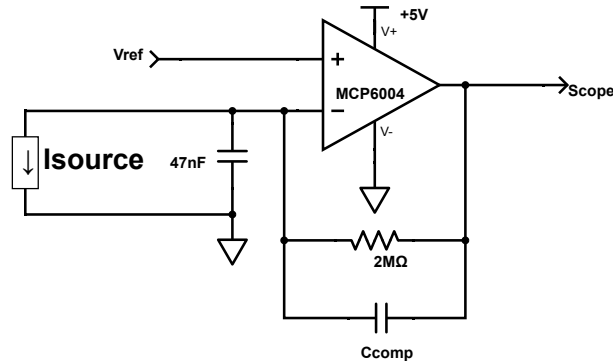 +5V
V+
Vref
+
MCP6004
Scope
−
V-
↓ Isource
47nF
2MΩ
Ccomp